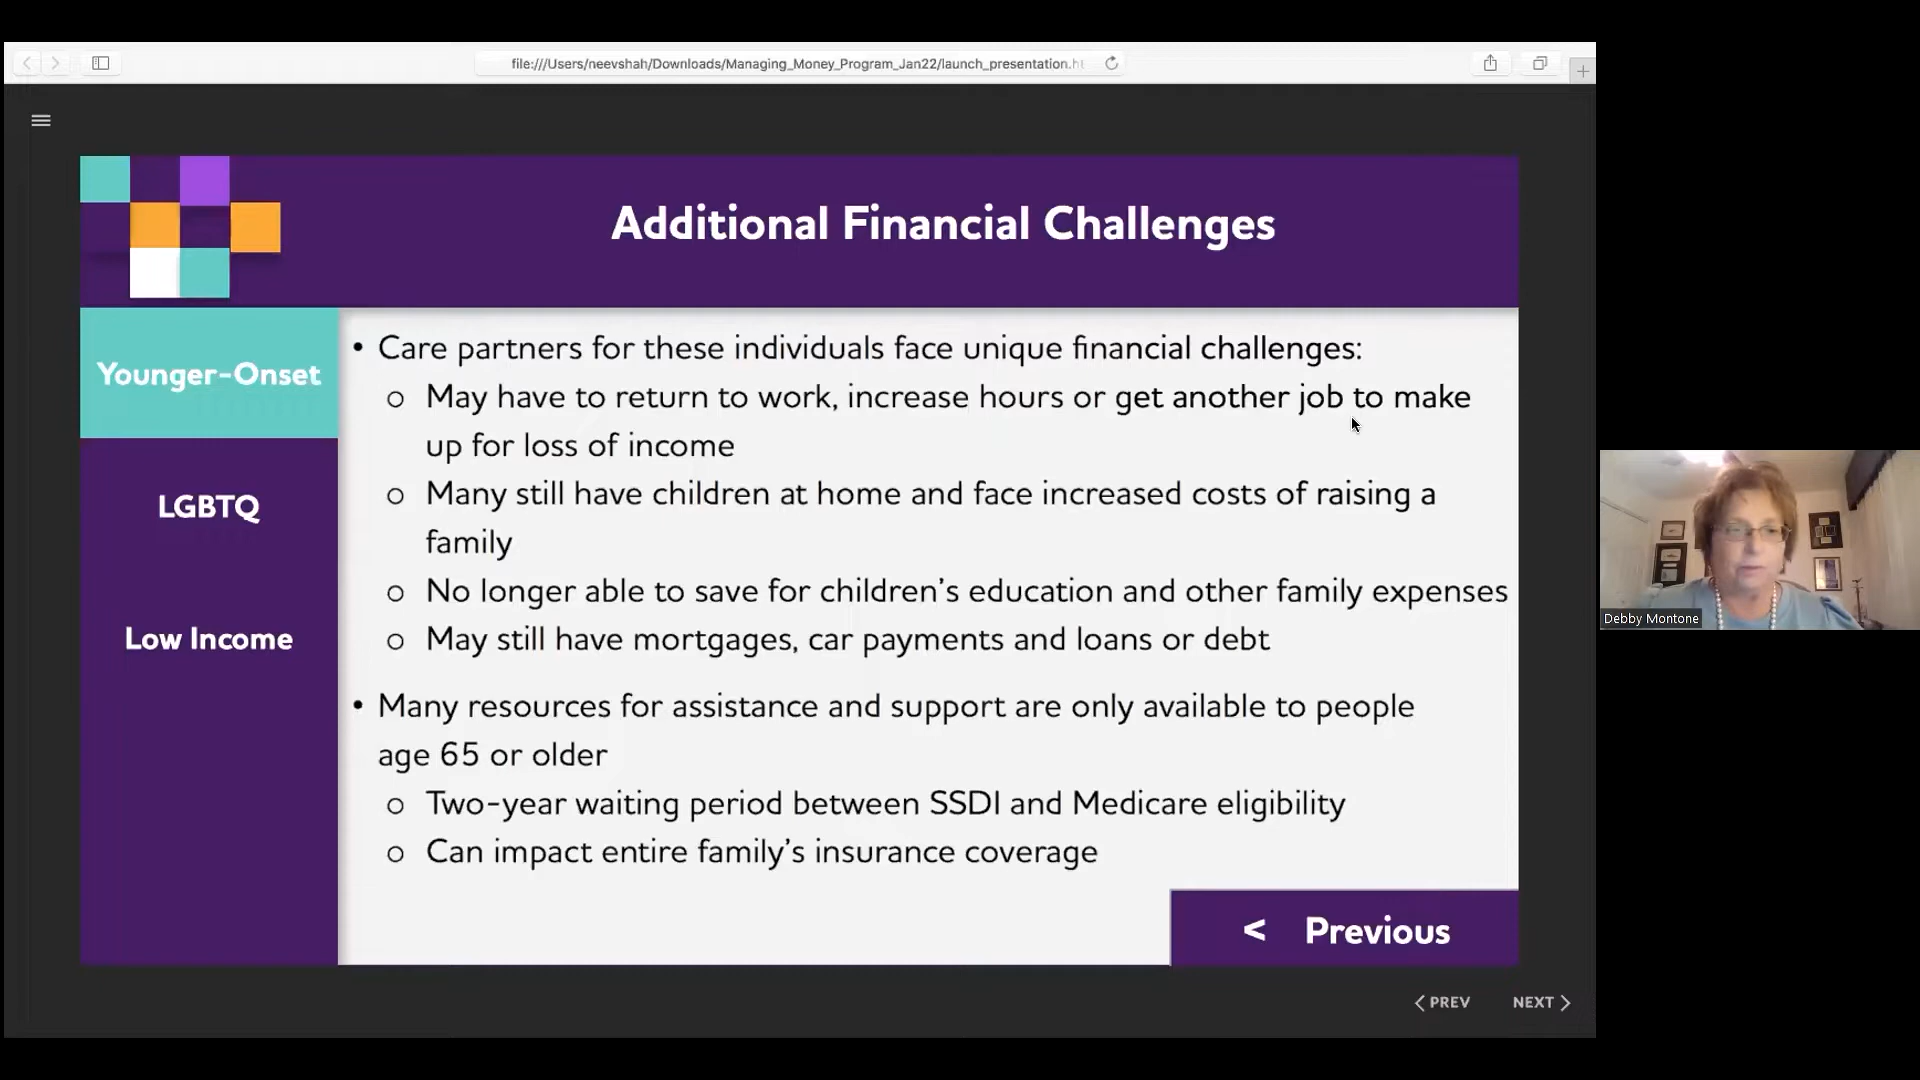 file:///Users/neevshah/Downloads/Managing_Money_Program_Jan22/launch_presentation.ht
Additional Financial Challenges
Younger-Onset
LGBTQ
Low Income
• Care partners for these individuals face unique financial challenges:
o May have to return to work, increase hours or get another job to make
up for loss of income
o Many still have children at home and face increased costs of raising a
family
o No longer able to save for children's education and other family expenses
o May still have mortgages, car payments and loans or debt
• Many resources for assistance and support are only available to people
age 65 or older
o Two-year waiting period between SSDI and Medicare eligibility
o Can impact entire family's insurance coverage
< Previous
PREV
NEXT
Debby Montone